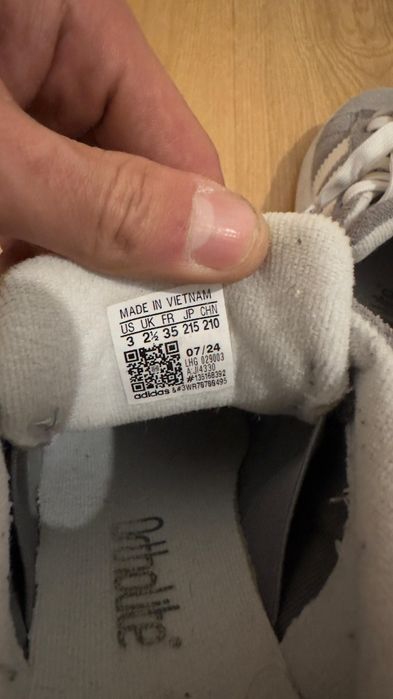 MADE IN VIETNAM
US UK FR JP CHN
3 2½ 35 215 210
07/24
LHG 029003
#135168392
adidas
Ortholite